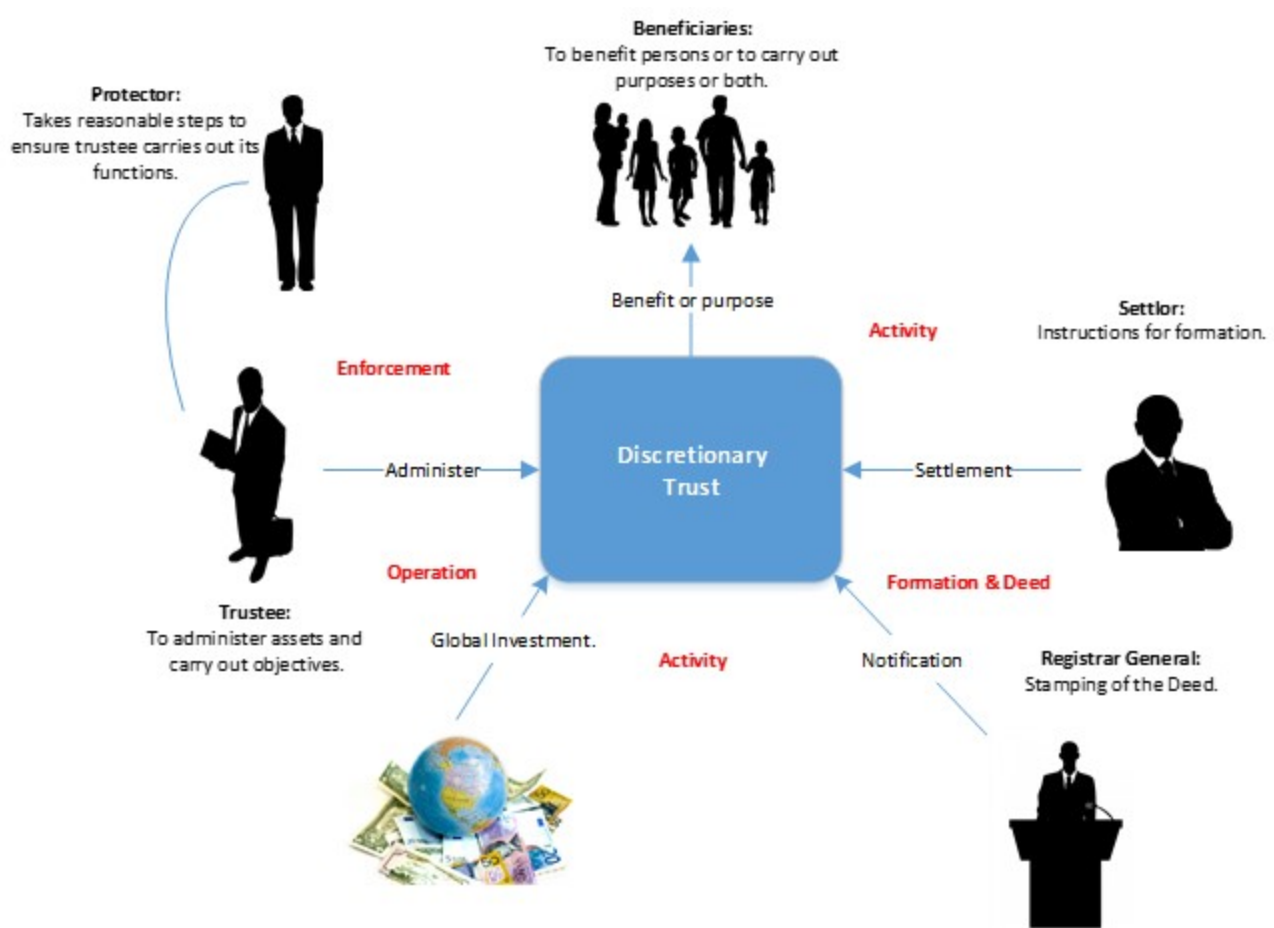 Beneficiaries:
To benefit persons or to carry out
purposes or both.
Protector:
Takes reasonable steps to
ensure trustee carries out its
functions.
Benefit or purpose
Activity
Settlor:
Instructions for formation.
Enforcement
Discretionary
Trust
Administer
Settlement
Operation
Formation & Deed
Trustee:
To administer assets and
carry out objectives.
Global Investment.
Activity
Notification
Registrar General:
Stamping of the Deed.